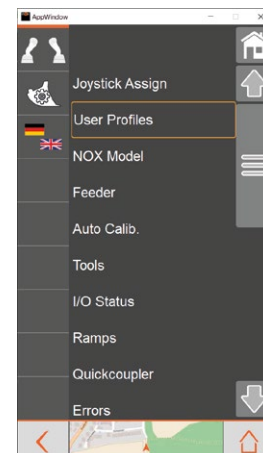 AppWindow
Joystick Assign
User Profiles
NOX Model
Feeder
Auto Calib.
Tools
I/O Status
Ramps
Quickcoupler
Errors